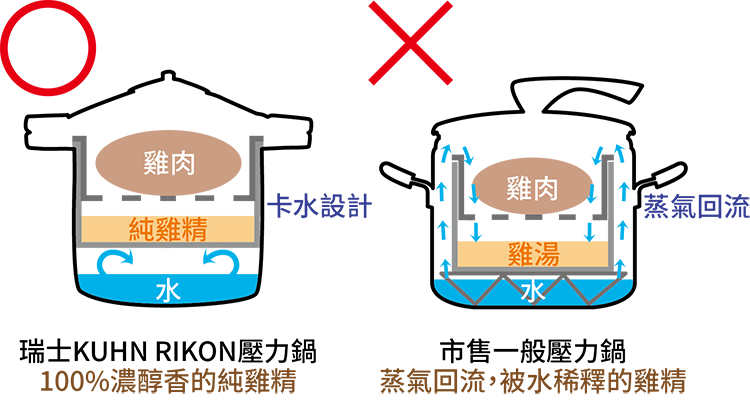 雞肉
卡水設計
純雞精
水
瑞士KUHN RIKON壓力鍋
100%濃醇香的純雞精
雞肉
蒸氣回流
雞湯
水
市售一般壓力鍋
蒸氣回流，被水稀釋的雞精